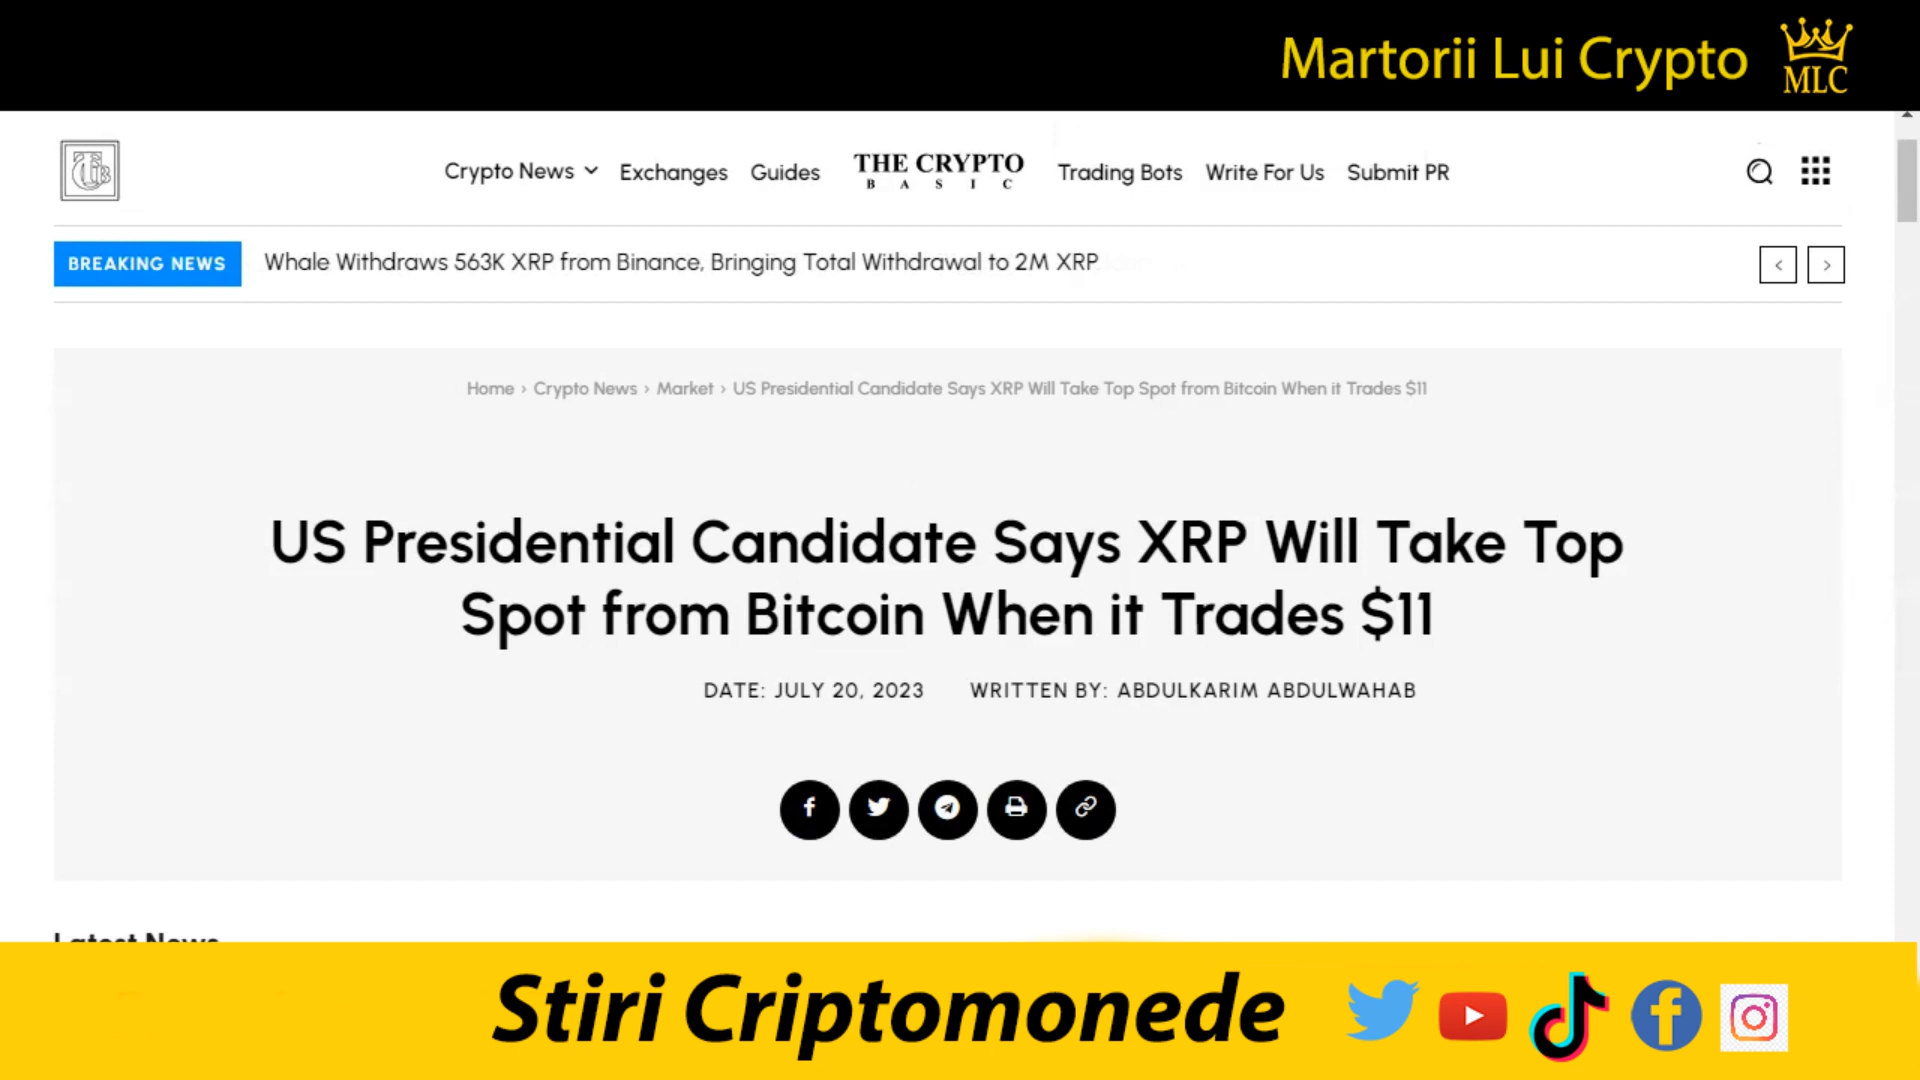 Martorii Lui Crypto
MLC
Crypto News Exchanges Guides THE CRYPTO BASIC Trading Bots Write For Us Submit PR
BREAKING NEWS Whale Withdraws 563K XRP from Binance, Bringing Total Withdrawal to 2M XRP
Home › Crypto News › Market › US Presidential Candidate Says XRP Will Take Top Spot from Bitcoin When it Trades $11
US Presidential Candidate Says XRP Will Take Top
Spot from Bitcoin When it Trades $11
DATE: JULY 20, 2023 WRITTEN BY: ABDULKARIM ABDULWAHAB
Latest News
Stiri Criptomonede